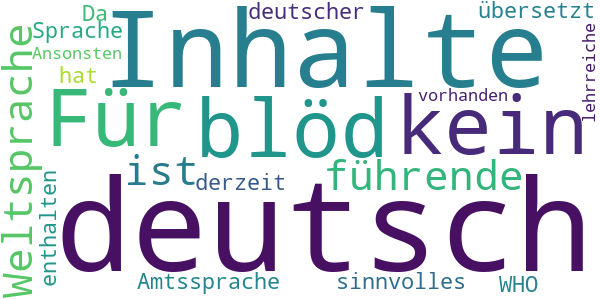 Da
deutscher
übersetzt
Sprache
Inhalte
Ansonsten
hat
lehrreiche
Weltsprache
Für
blöd
kein
vorhanden
ist
derzeit
führende
enthalten
deutsch
Amtssprache
sinnvolles
WHO